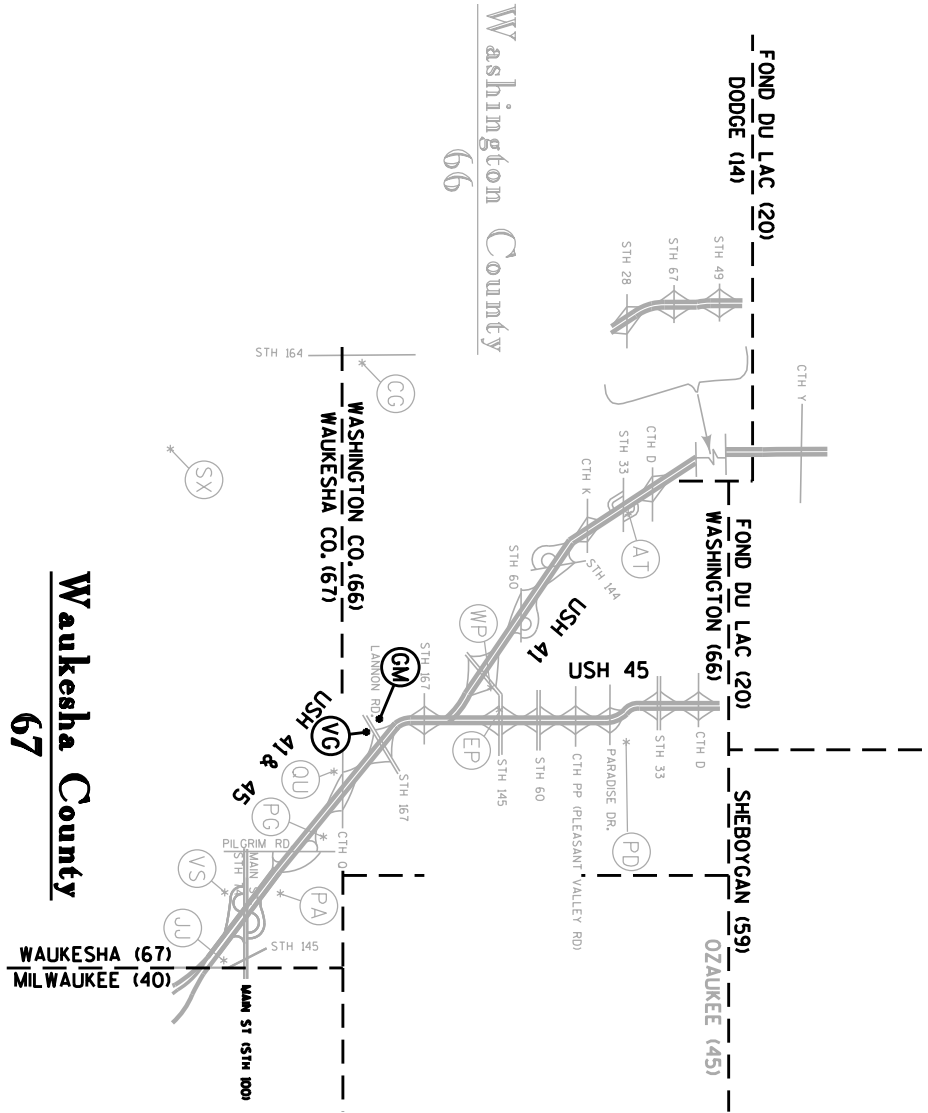 FOND DU LAC (20)
DODGE (14)
Washington County
66
STH 28
STH 67
STH 49
CTH Y
STH 164
CG
SX
WASHINGTON CO. (66)
WAUKESHA CO. (67)
CTH D
STH 33
CTH K
AT
STH 144
STH 60
USH 41
WP
FOND DU LAC (20)
WASHINGTON (66)
USH 45
STH 167
LANNON RD.
GM
VG
USH 41 & 45
EP
STH 145
STH 60
CTH PP (PLEASANT VALLEY RD)
PARADISE DR.
PD
STH 33
CTH D
SHEBOYGAN (59)
OZAUKEE (45)
STH 167
QU
PG
CTH Q
PILGRIM RD
MAIN
STH
VS
PA
JJ
STH 145
Waukesha County
67
WAUKESHA (67)
MILWAUKEE (40)
MAIN ST (STH 100)